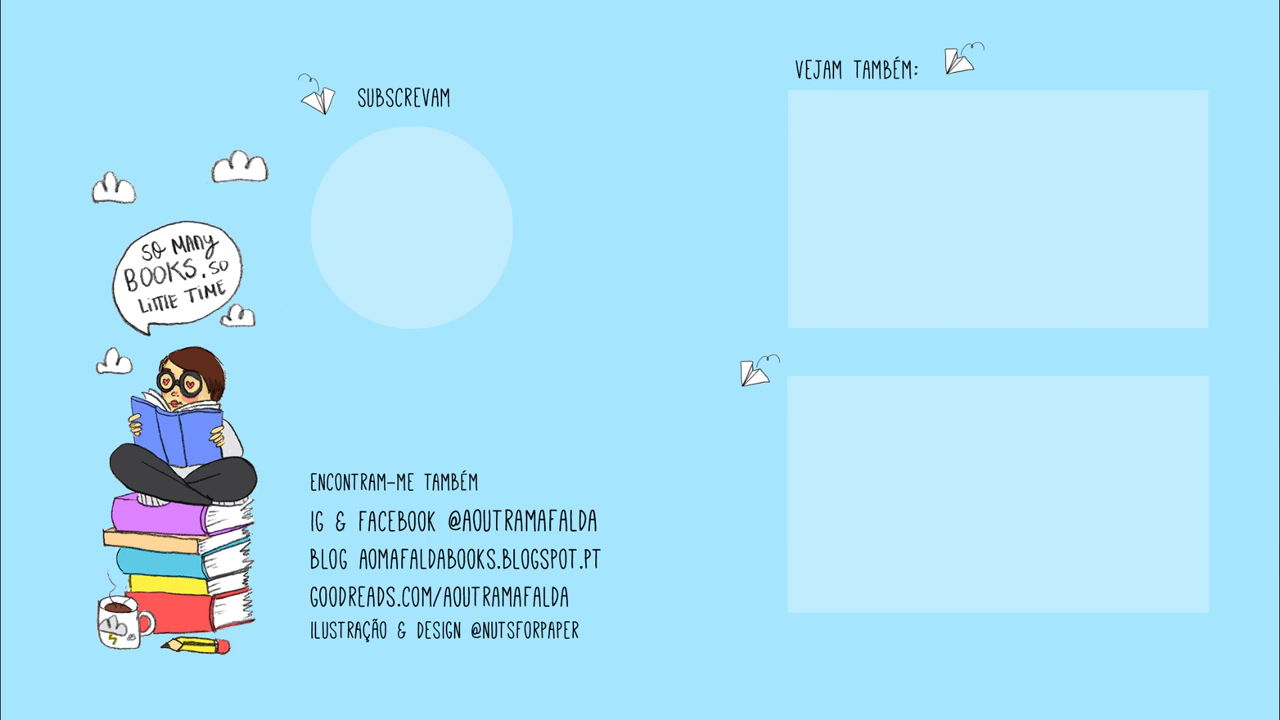 SUBSCREVAM
VEJAM TAMBÉM:
SO MANY
BOOKS, SO
LITTLE TIME
ENCONTRAM-ME TAMBÉM
IG & FACEBOOK @AOUTRAMAFALDA
BLOG AOMAFALDABOOKS.BLOGSPOT.PT
GOODREADS.COM/AOUTRAMAFALDA
ILUSTRAÇÃO & DESIGN @NUTSFORPAPER